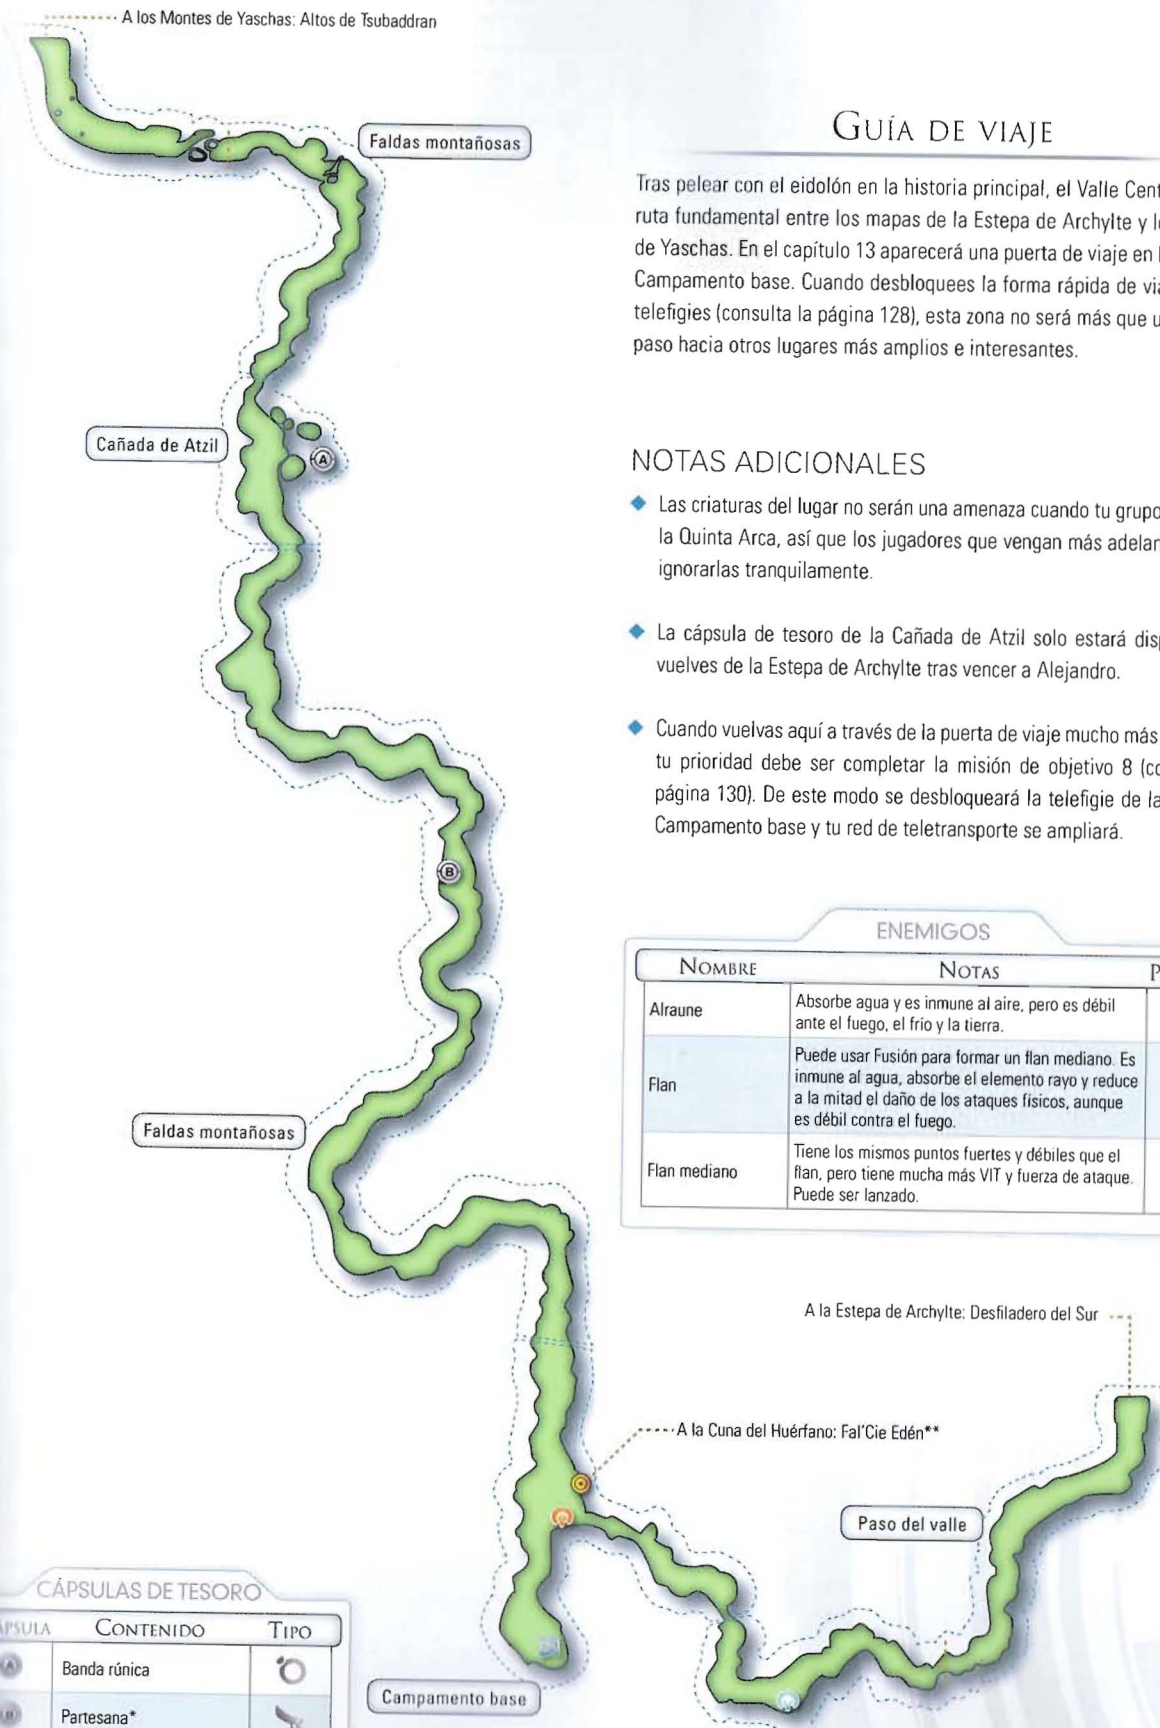 A los Montes de Yaschas: Altos de Tsubaddran
Faldas montañosas
GUÍA DE VIAJE
Tras pelear con el eidolón en la historia principal, el Valle
ruta fundamental entre los mapas de la Estepa de Archylte y
de Yaschas. En el capítulo 13 aparecerá una puerta de viaje en
Campamento base. Cuando desbloquees la forma rápida de
telefigies (consulta la página 128), esta zona no será más que
paso hacia otros lugares más amplios e interesantes.
Cañada de Atzil
A
NOTAS ADICIONALES
Las criaturas del lugar no serán una amenaza cuando tu grupo
la Quinta Arca, así que los jugadores que vengan más
ignorarlas tranquilamente.
La cápsula de tesoro de la Cañada de Atzil solo estará
vuelves de la Estepa de Archylte tras vencer a Alejandro.
Cuando vuelvas aquí a través de la puerta de viaje mucho más
tu prioridad debe ser completar la misión de objetivo 8
página 130). De este modo se desbloqueará la telefigie de la
Campamento base y tu red de teletransporte se ampliará.
B
ENEMIGOS
NOMBRE NOTAS P
Alraune
Absorbe agua y es inmune al aire, pero es débil
ante el fuego, el frío y la tierra.
Flan
Puede usar Fusión para formar un flan mediano. Es
inmune al agua, absorbe el elemento rayo y reduce
a la mitad el daño de los ataques físicos, aunque
es débil contra el fuego.
Flan mediano
Tiene los mismos puntos fuertes y débiles que el
flan, pero tiene mucha más VIT y fuerza de ataque.
Puede ser lanzado.
Faldas montañosas
A la Estepa de Archylte: Desfiladero del Sur
A la Cuna del Huérfano: Fal'Cie Edén**
Paso del valle
Campamento base
CÁPSULAS DE TESORO
CONTENIDO TIPO
A Banda rúnica
B Partesana*